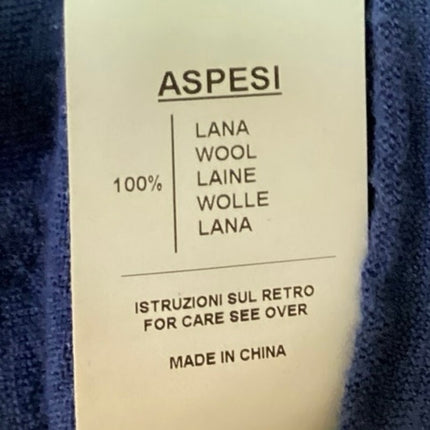 ASPESI
LANA
WOOL
100% LAINE
WOLLE
LANA
ISTRUZIONI SUL RETRO
FOR CARE SEE OVER
MADE IN CHINA